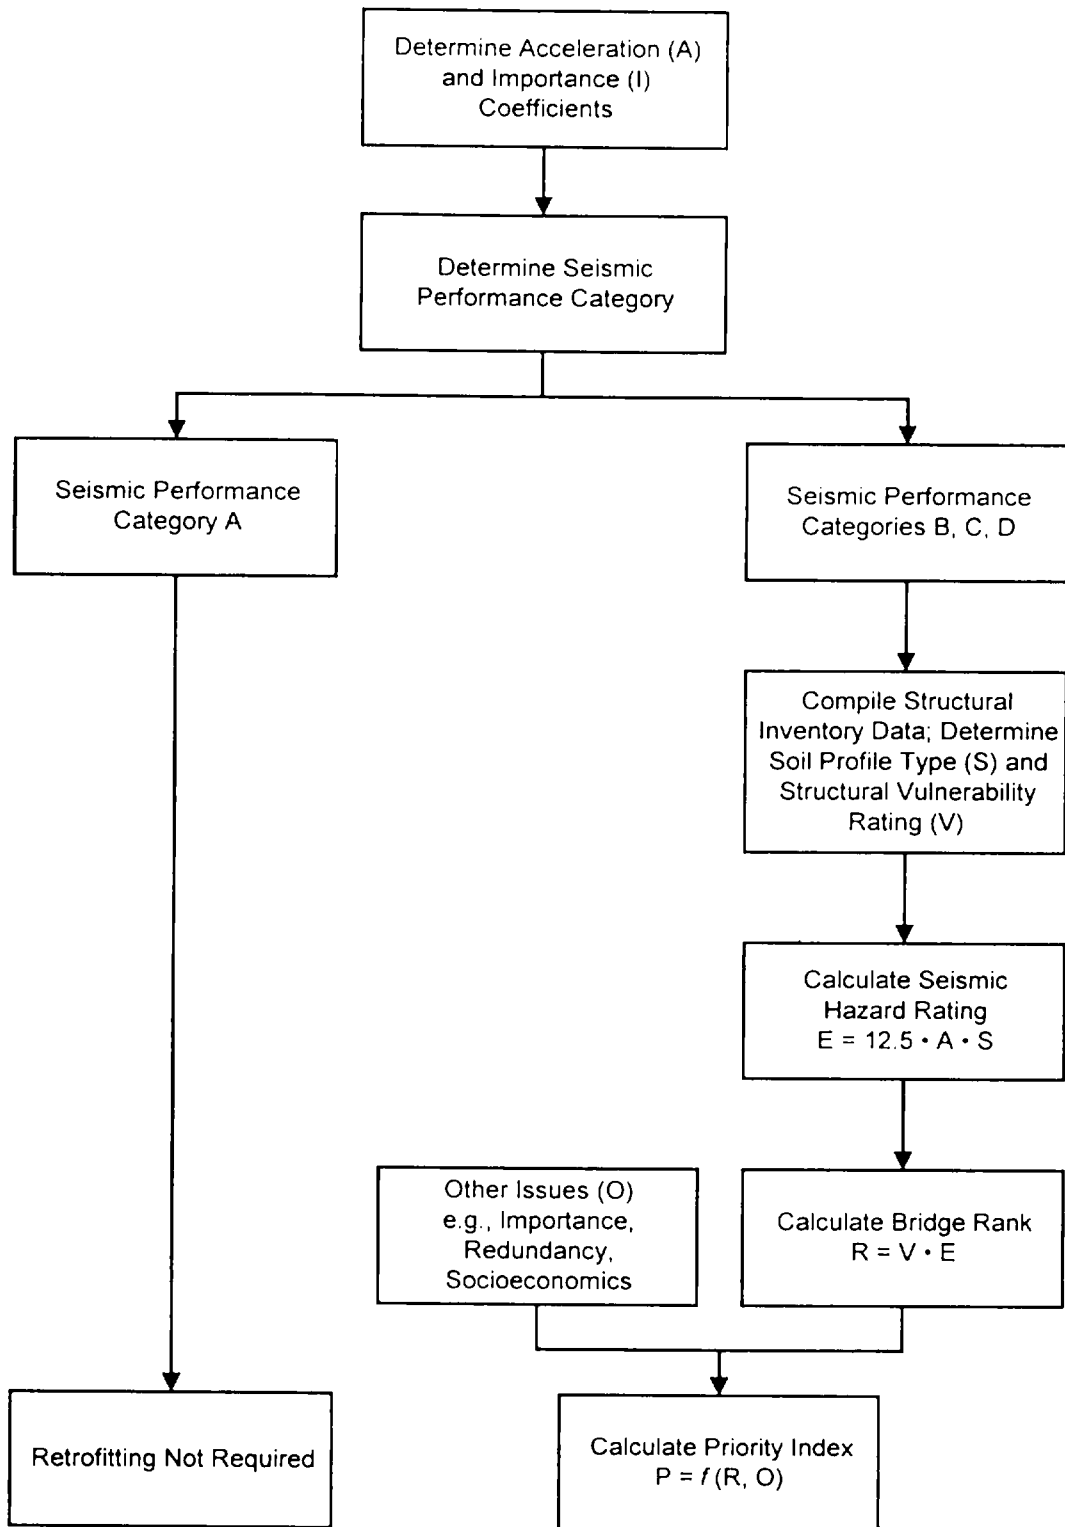 Determine Acceleration (A)
and Importance (I)
Coefficients
Determine Seismic
Performance Category
Seismic Performance
Category A
Seismic Performance
Categories B, C, D
Compile Structural
Inventory Data; Determine
Soil Profile Type (S) and
Structural Vulnerability
Rating (V)
Calculate Seismic
Hazard Rating
E = 12.5 • A • S
Other Issues (O)
e.g., Importance,
Redundancy,
Socioeconomics
Calculate Bridge Rank
R = V • E
Retrofitting Not Required
Calculate Priority Index
P = f (R, O)